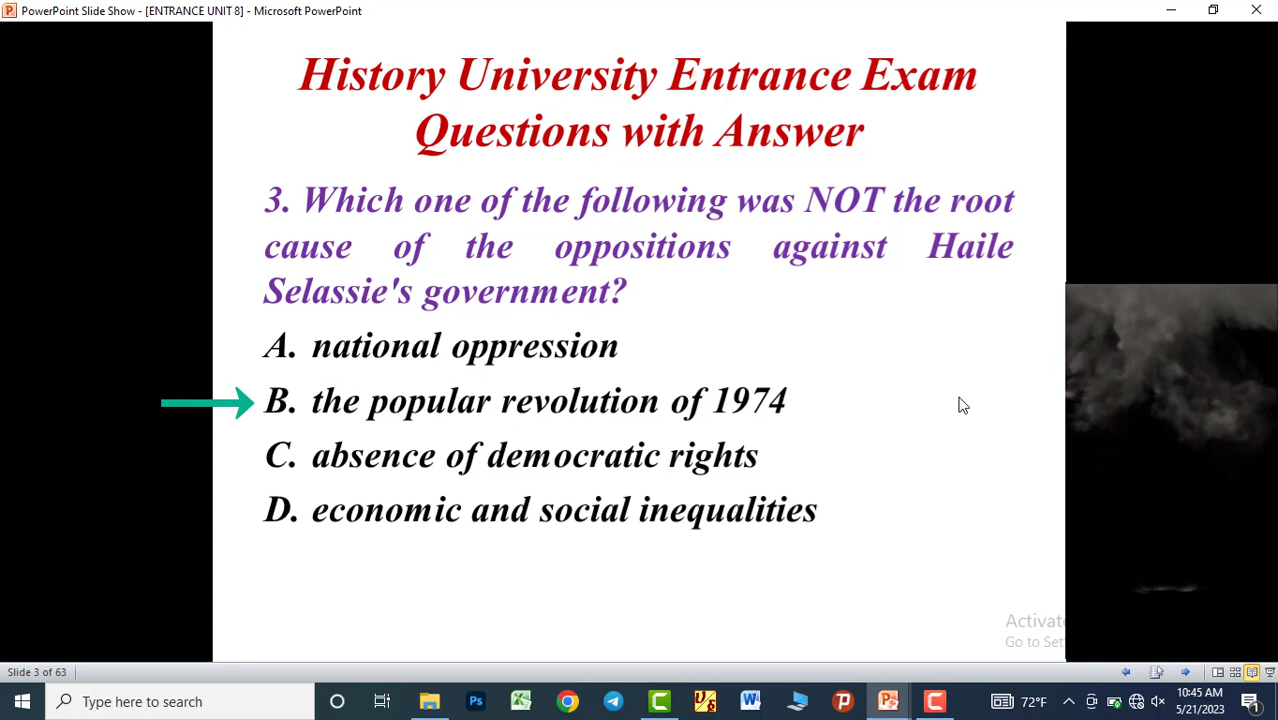 PowerPoint Slide Show - [ENTRANCE UNIT 8] - Microsoft PowerPoint
History University Entrance Exam
Questions with Answer
3. Which one of the following was NOT the root
cause of the oppositions against Haile
Selassie's government?
A. national oppression
B. the popular revolution of 1974
C. absence of democratic rights
D. economic and social inequalities
Activat
Go to Set
Slide 3 of 63
Type here to search
72°F
10:45 AM
5/21/2023
1